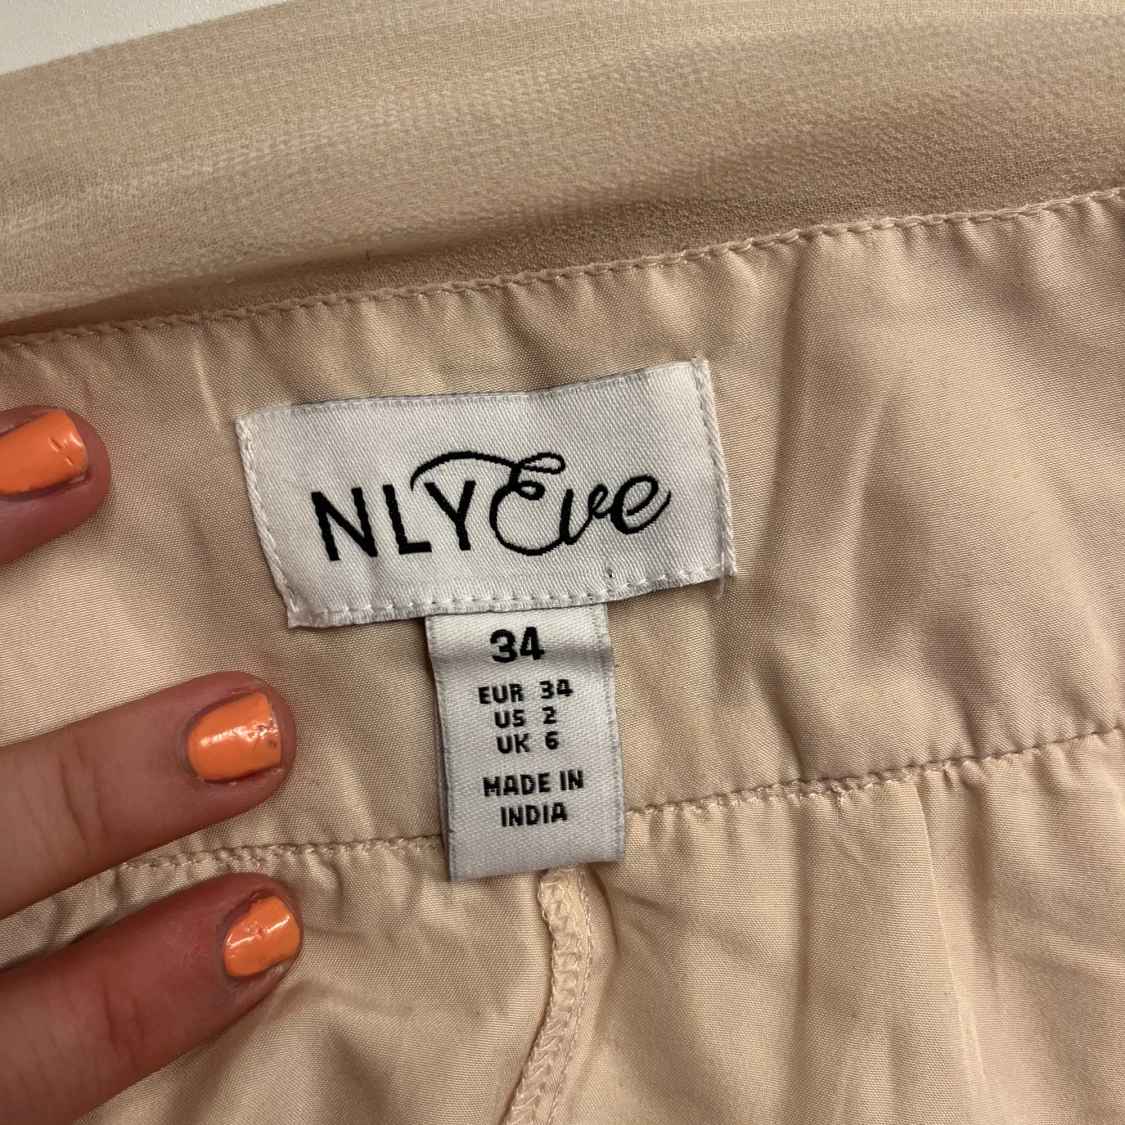 NLYEve
34
EUR 34
US 2
UK 6
MADE IN
INDIA